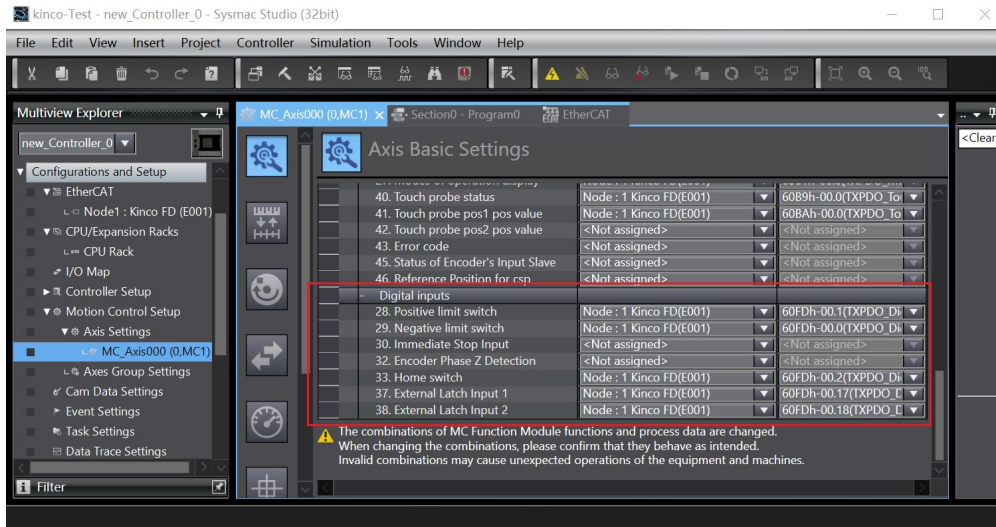 kinco-Test - new_Controller_0 - Sysmac Studio (32bit)
File Edit View Insert Project Controller Simulation Tools Window Help
Multiview Explorer
new_Controller_0
Configurations and Setup
EtherCAT
Node1 : Kinco FD (E001)
CPU/Expansion Racks
CPU Rack
I/O Map
Controller Setup
Motion Control Setup
Axis Settings
MC_Axis000 (0,MC1)
Axes Group Settings
Cam Data Settings
Event Settings
Task Settings
Data Trace Settings
Filter
MC_Axis000 (0,MC1) Section0 - Program0 EtherCAT
Axis Basic Settings
40. Touch probe status Node : 1 Kinco FD(E001) 60B9h-00.0(TXPDO_To
41. Touch probe pos1 pos value Node : 1 Kinco FD(E001) 60BAh-00.0(TXPDO_To
42. Touch probe pos2 pos value <Not assigned> <Not assigned>
43. Error code <Not assigned> <Not assigned>
45. Status of Encoder's Input Slave <Not assigned> <Not assigned>
46. Reference Position for csp <Not assigned> <Not assigned>
- Digital inputs
28. Positive limit switch Node : 1 Kinco FD(E001) 60FDh-00.1(TXPDO_Di
29. Negative limit switch Node : 1 Kinco FD(E001) 60FDh-00.0(TXPDO_Di
30. Immediate Stop Input <Not assigned> <Not assigned>
32. Encoder Phase Z Detection <Not assigned> <Not assigned>
33. Home switch Node : 1 Kinco FD(E001) 60FDh-00.2(TXPDO_Di
37. External Latch Input 1 Node : 1 Kinco FD(E001) 60FDh-00.17(TXPDO_D
38. External Latch Input 2 Node : 1 Kinco FD(E001) 60FDh-00.18(TXPDO_D
The combinations of MC Function Module functions and process data are changed.
When changing the combinations, please confirm that they behave as intended.
Invalid combinations may cause unexpected operations of the equipment and machines.
<Clear